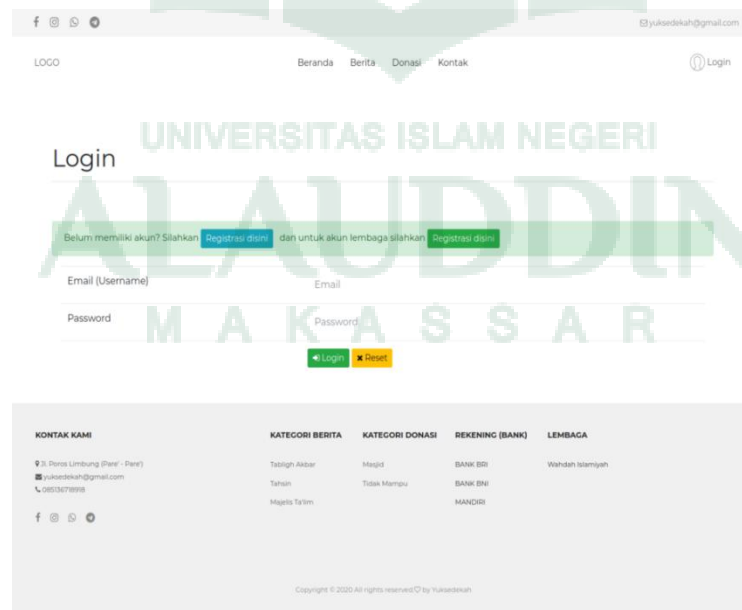 yuksedekah@gmail.com
LOGO Beranda Berita Donasi Kontak Login
UNIVERSITAS ISLAM NEGERI
Login
ALAUDDIN
Belum memiliki akun? Silahkan Registrasi disini dan untuk akun lembaga silahkan Registrasi disini
Email (Username) Email
Password Password
MAKASSAR
Login Reset
KONTAK KAMI KATEGORI BERITA KATEGORI DONASI REKENING (BANK) LEMBAGA
Jl. Poros Limbung (Pare' - Pare') Tabligh Akbar Masjid BANK BRI Wahdah Islamiyah
yuksedekah@gmail.com Tahsin Tidak Mampu BANK BNI
085136718918 Majelis Ta'lim MANDIRI
Copyright © 2020 All rights reserved by Yuksedekah